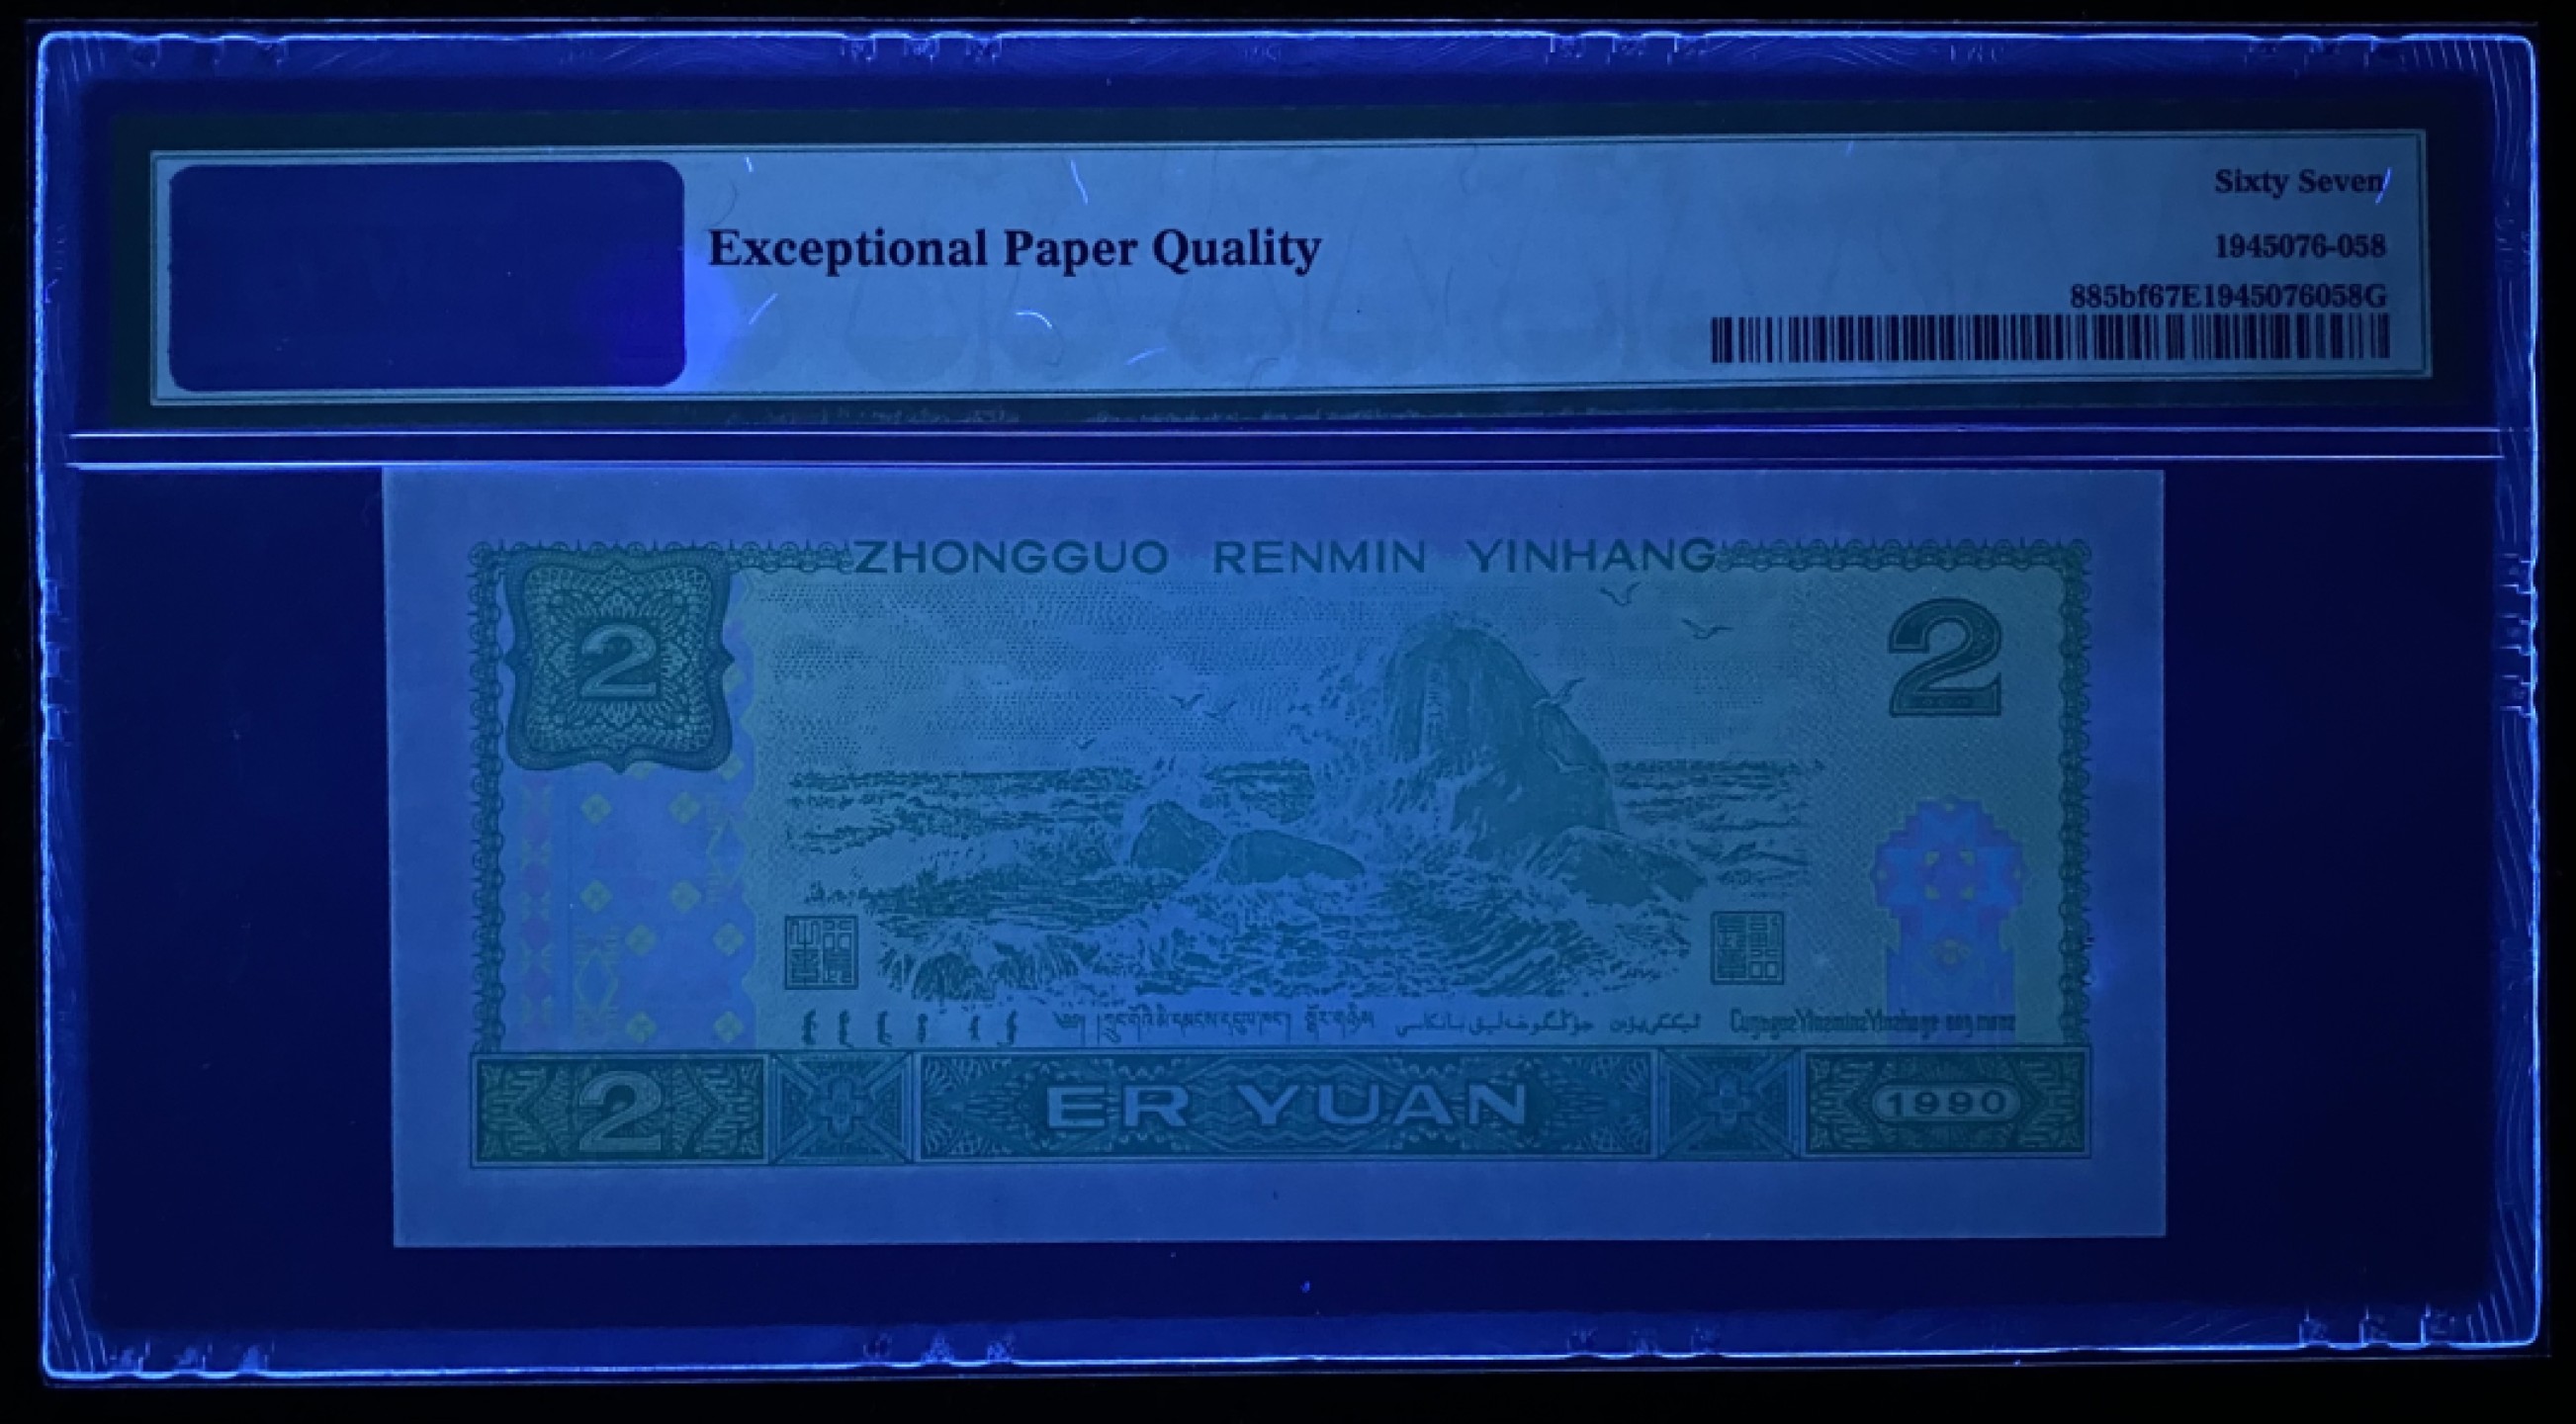 Sixty Seven
Exceptional Paper Quality
1945076-058
885bf67E1945076058G
ZHONGGUO RENMIN YINHANG
2
2
2 ER YUAN 1990